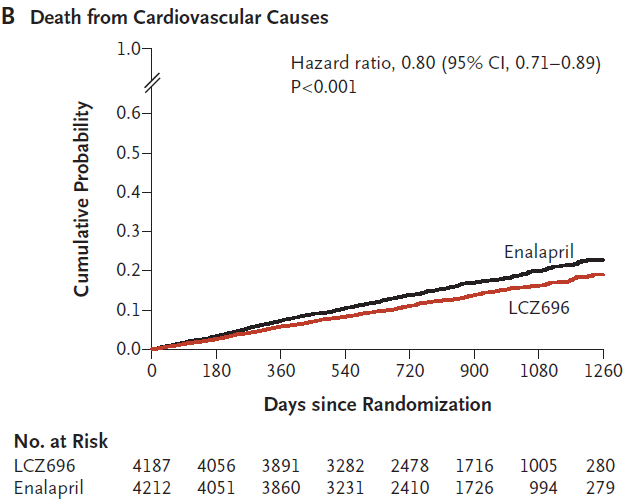 B Death from Cardiovascular Causes
1.0
Hazard ratio, 0.80 (95% CI, 0.71–0.89)
P<0.001
0.6
0.5
0.4
0.3
0.2
0.1
0.0
Cumulative Probability
Enalapril
LCZ696
0 180 360 540 720 900 1080 1260
Days since Randomization
No. at Risk
LCZ696 4187 4056 3891 3282 2478 1716 1005 280
Enalapril 4212 4051 3860 3231 2410 1726 994 279